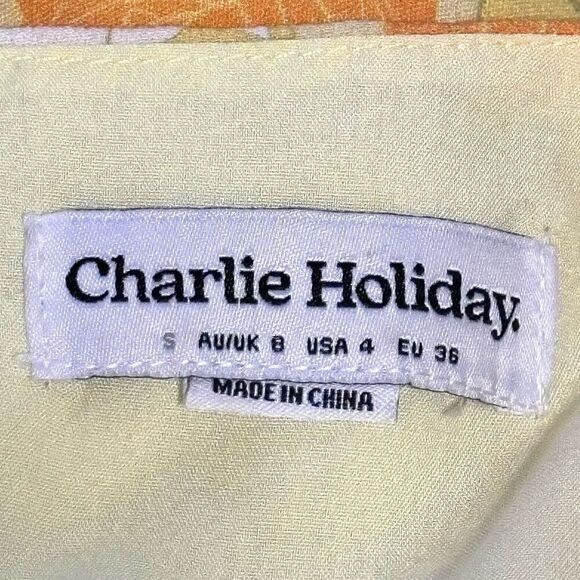 Charlie Holiday.
S AU/UK 8 USA 4 EU 36
MADE IN CHINA